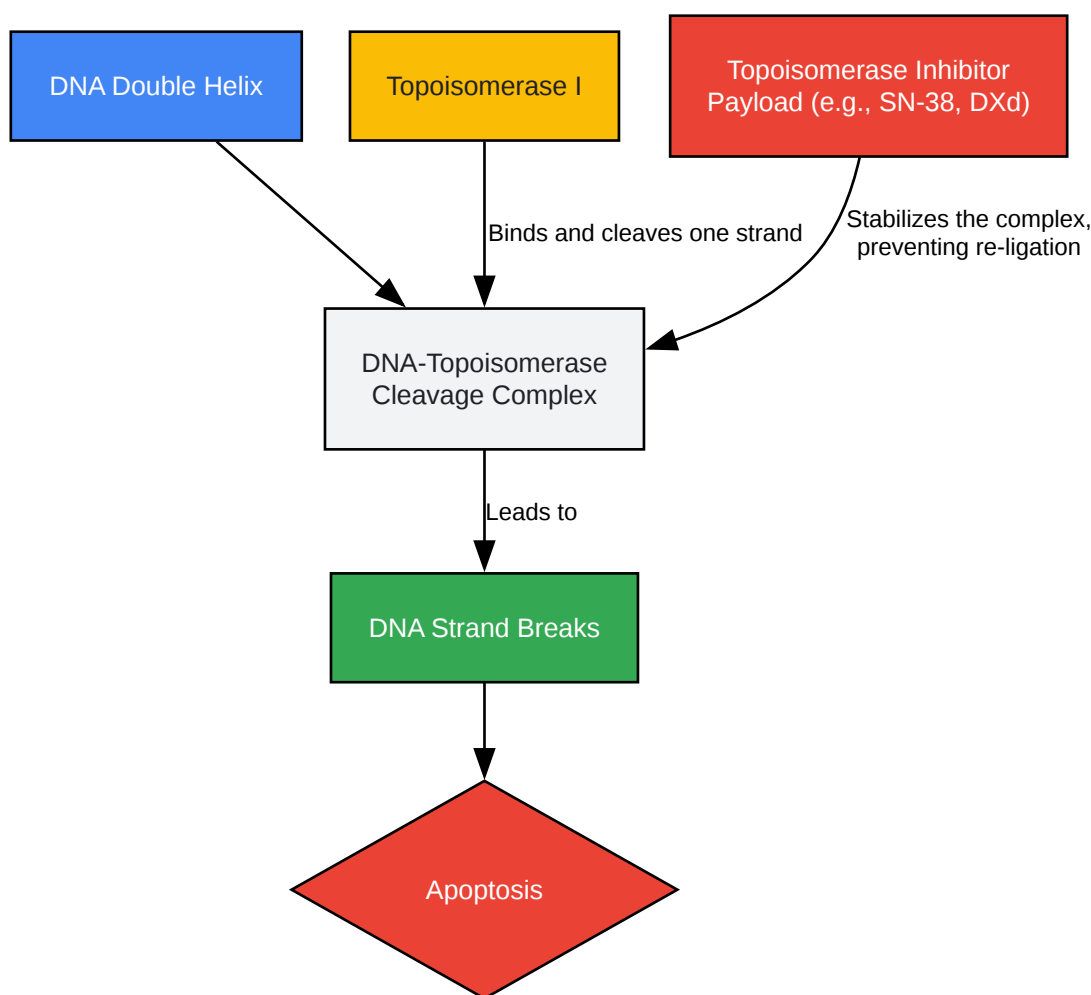 DNA Double Helix
Topoisomerase I
Topoisomerase Inhibitor
Payload (e.g., SN-38, DXd)
Binds and cleaves one strand
Stabilizes the complex,
preventing re-ligation
DNA-Topoisomerase
Cleavage Complex
Leads to
DNA Strand Breaks
Apoptosis